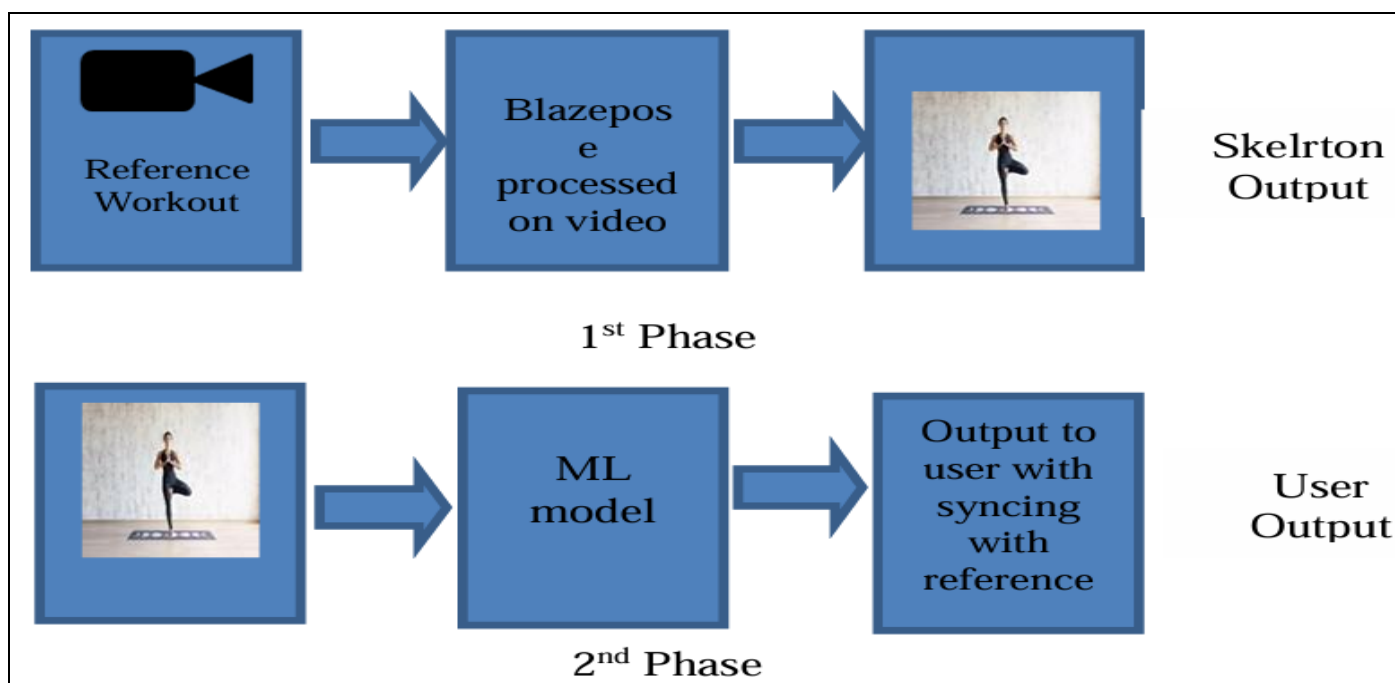 Reference
Workout
Blazepos
e
processed
on video
Skelrton
Output
1st Phase
ML
model
Output to
user with
syncing
with
reference
User
Output
2nd Phase